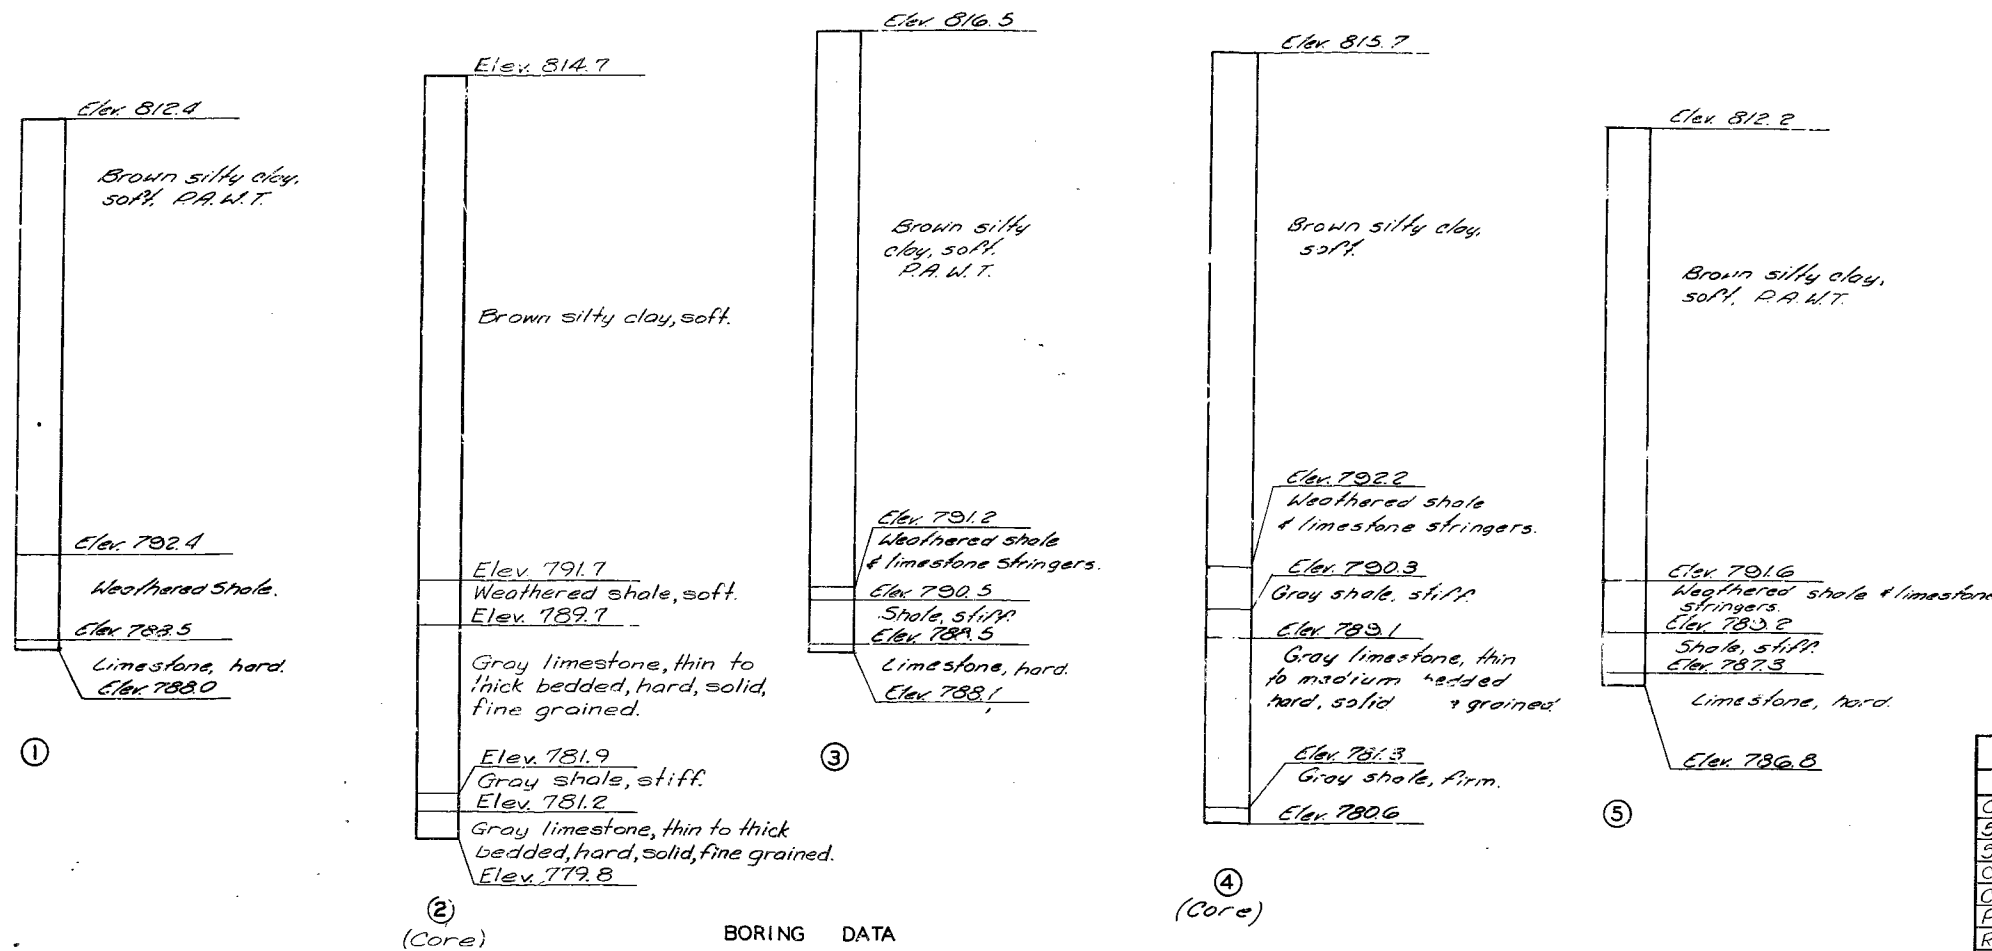 Elev. 812.4
Brown silty clay,
soft, P.A.W.T.
Elev. 792.4
Weathered Shale.
Elev. 788.5
Limestone, hard.
Elev. 788.0
①
Elev. 814.7
Brown silty clay, soft.
Elev. 791.7
Weathered shale, soft.
Elev. 789.7
Gray limestone, thin to
thick bedded, hard, solid,
fine grained.
Elev. 781.9
Gray shale, stiff.
Elev. 781.2
Gray limestone, thin to thick
bedded, hard, solid, fine grained.
Elev. 779.8
②
(Core)
Elev. 816.5
Brown silty
clay, soft.
P.A.W.T.
Elev. 791.2
Weathered shale
& limestone stringers.
Elev. 790.5
Shale, stiff.
Elev. 788.5
Limestone, hard.
Elev. 788.1
③
Elev. 815.7
Brown silty clay,
soft.
Elev. 792.2
Weathered shale
& limestone stringers.
Elev. 790.3
Gray shale, stiff.
Elev. 789.1
Gray limestone, thin
to medium bedded
hard, solid grained
Elev. 781.3
Gray shale, firm.
Elev. 780.6
④
(Core)
Elev. 812.2
Brown silty clay,
soft, P.A.W.T.
Elev. 791.6
Weathered shale & limestone
stringers.
Elev. 789.2
Shale, stiff.
Elev. 787.3
Limestone, hard.
Elev. 786.8
⑤
BORING DATA